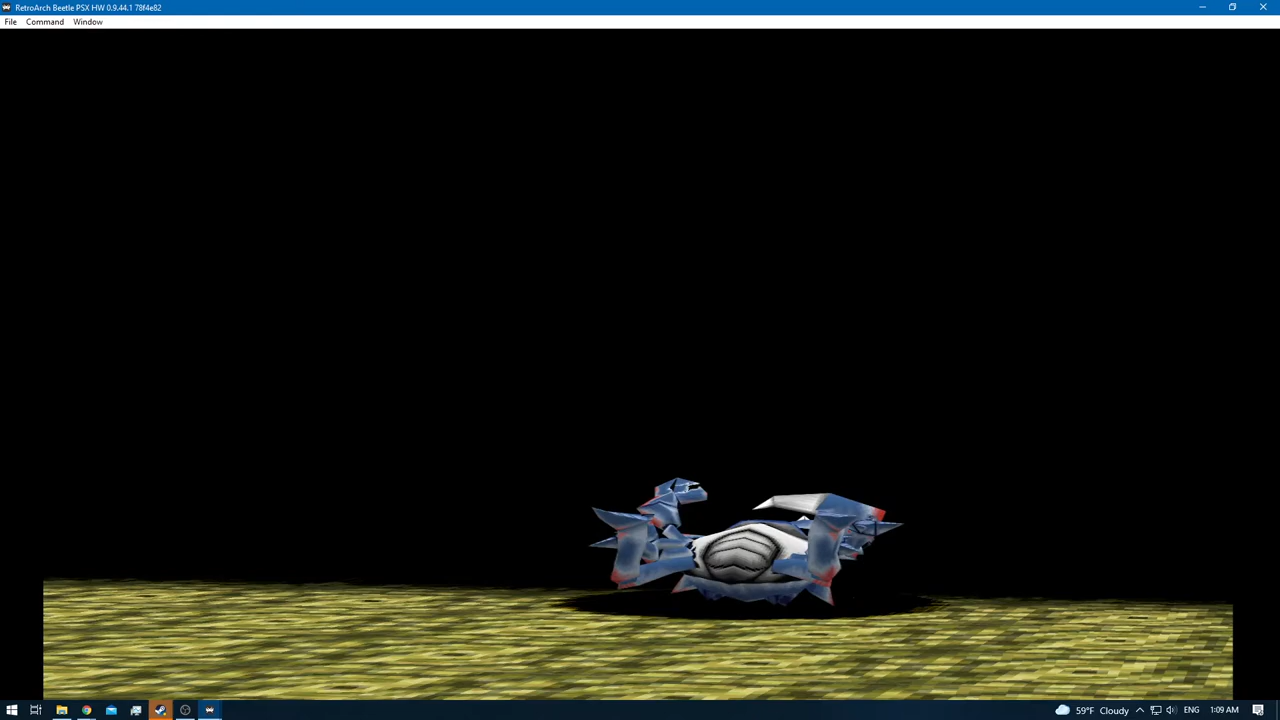 RetroArch Beetle PSX HW 0.9.44.1 78f4e82
File Command Window
59°F Cloudy ENG 1:09 AM